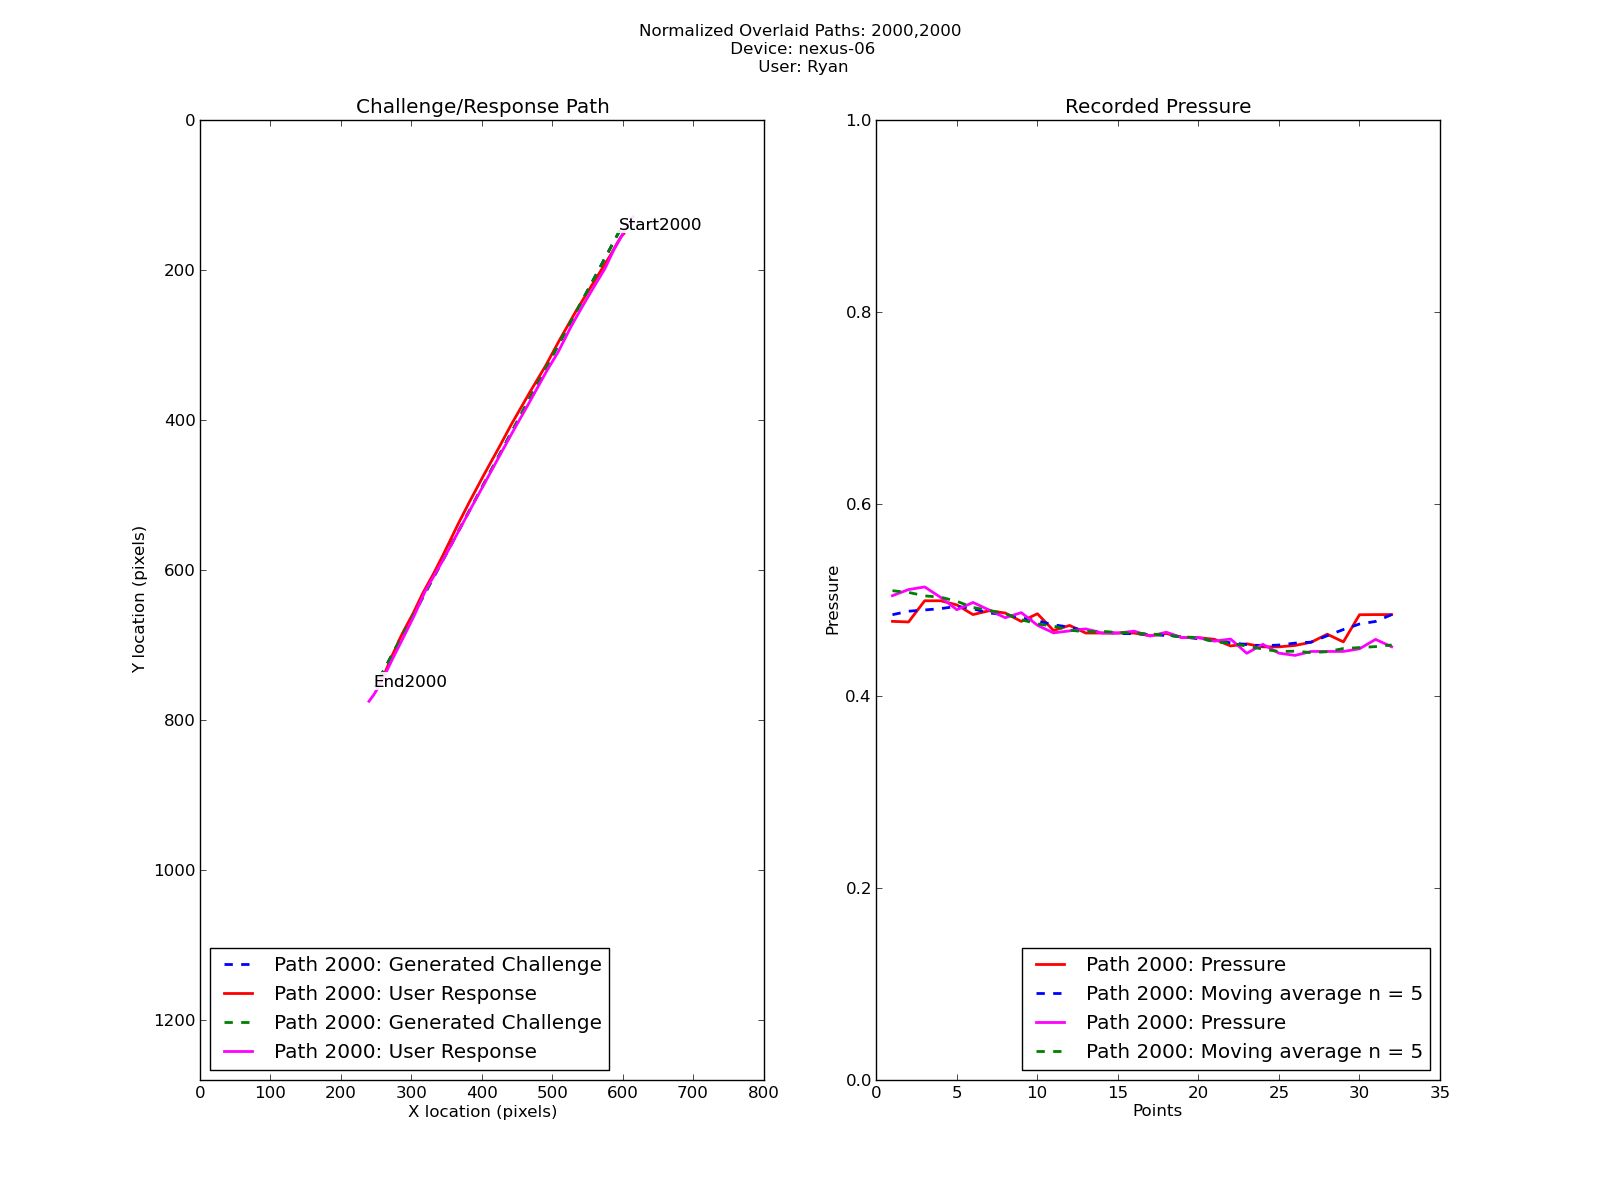 Normalized Overlaid Paths: 2000,2000
Device: nexus-06
User: Ryan
Challenge/Response Path
0
200
400
600
800
1000
1200
Y location (pixels)
Start2000
End2000
Path 2000: Generated Challenge
Path 2000: User Response
Path 2000: Generated Challenge
Path 2000: User Response
0 100 200 300 400 500 600 700 800
X location (pixels)
Recorded Pressure
1.0
0.8
0.6
0.4
0.2
0.0
Pressure
Path 2000: Pressure
Path 2000: Moving average n = 5
Path 2000: Pressure
Path 2000: Moving average n = 5
0 5 10 15 20 25 30 35
Points